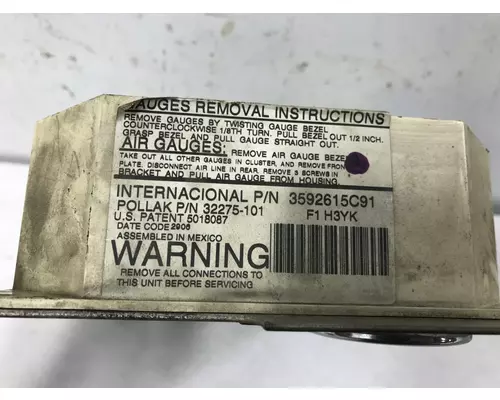 GAUGES REMOVAL INSTRUCTIONS
REMOVE GAUGES BY TWISTING GAUGE BEZEL
COUNTERCLOCKWISE 1/8TH TURN. PULL BEZEL OUT 1/2 INCH.
GRASP BEZEL AND PULL GAUGE STRAIGHT OUT.
AIR GAUGES: REMOVE AIR GAUGE BEZEL
TAKE OUT ALL OTHER GAUGES IN CLUSTER, AND REMOVE FROM
PLATE. DISCONNECT AIR LINE IN REAR. REMOVE 3 SCREWS IN
BRACKET AND PULL AIR GAUGE FROM HOUSING.
INTERNACIONAL P/N 3592615C91
POLLAK P/N 32275-101 F1 H3YK
U.S. PATENT 5018087
DATE CODE 2906
ASSEMBLED IN MEXICO
WARNING
REMOVE ALL CONNECTIONS TO
THIS UNIT BEFORE SERVICING